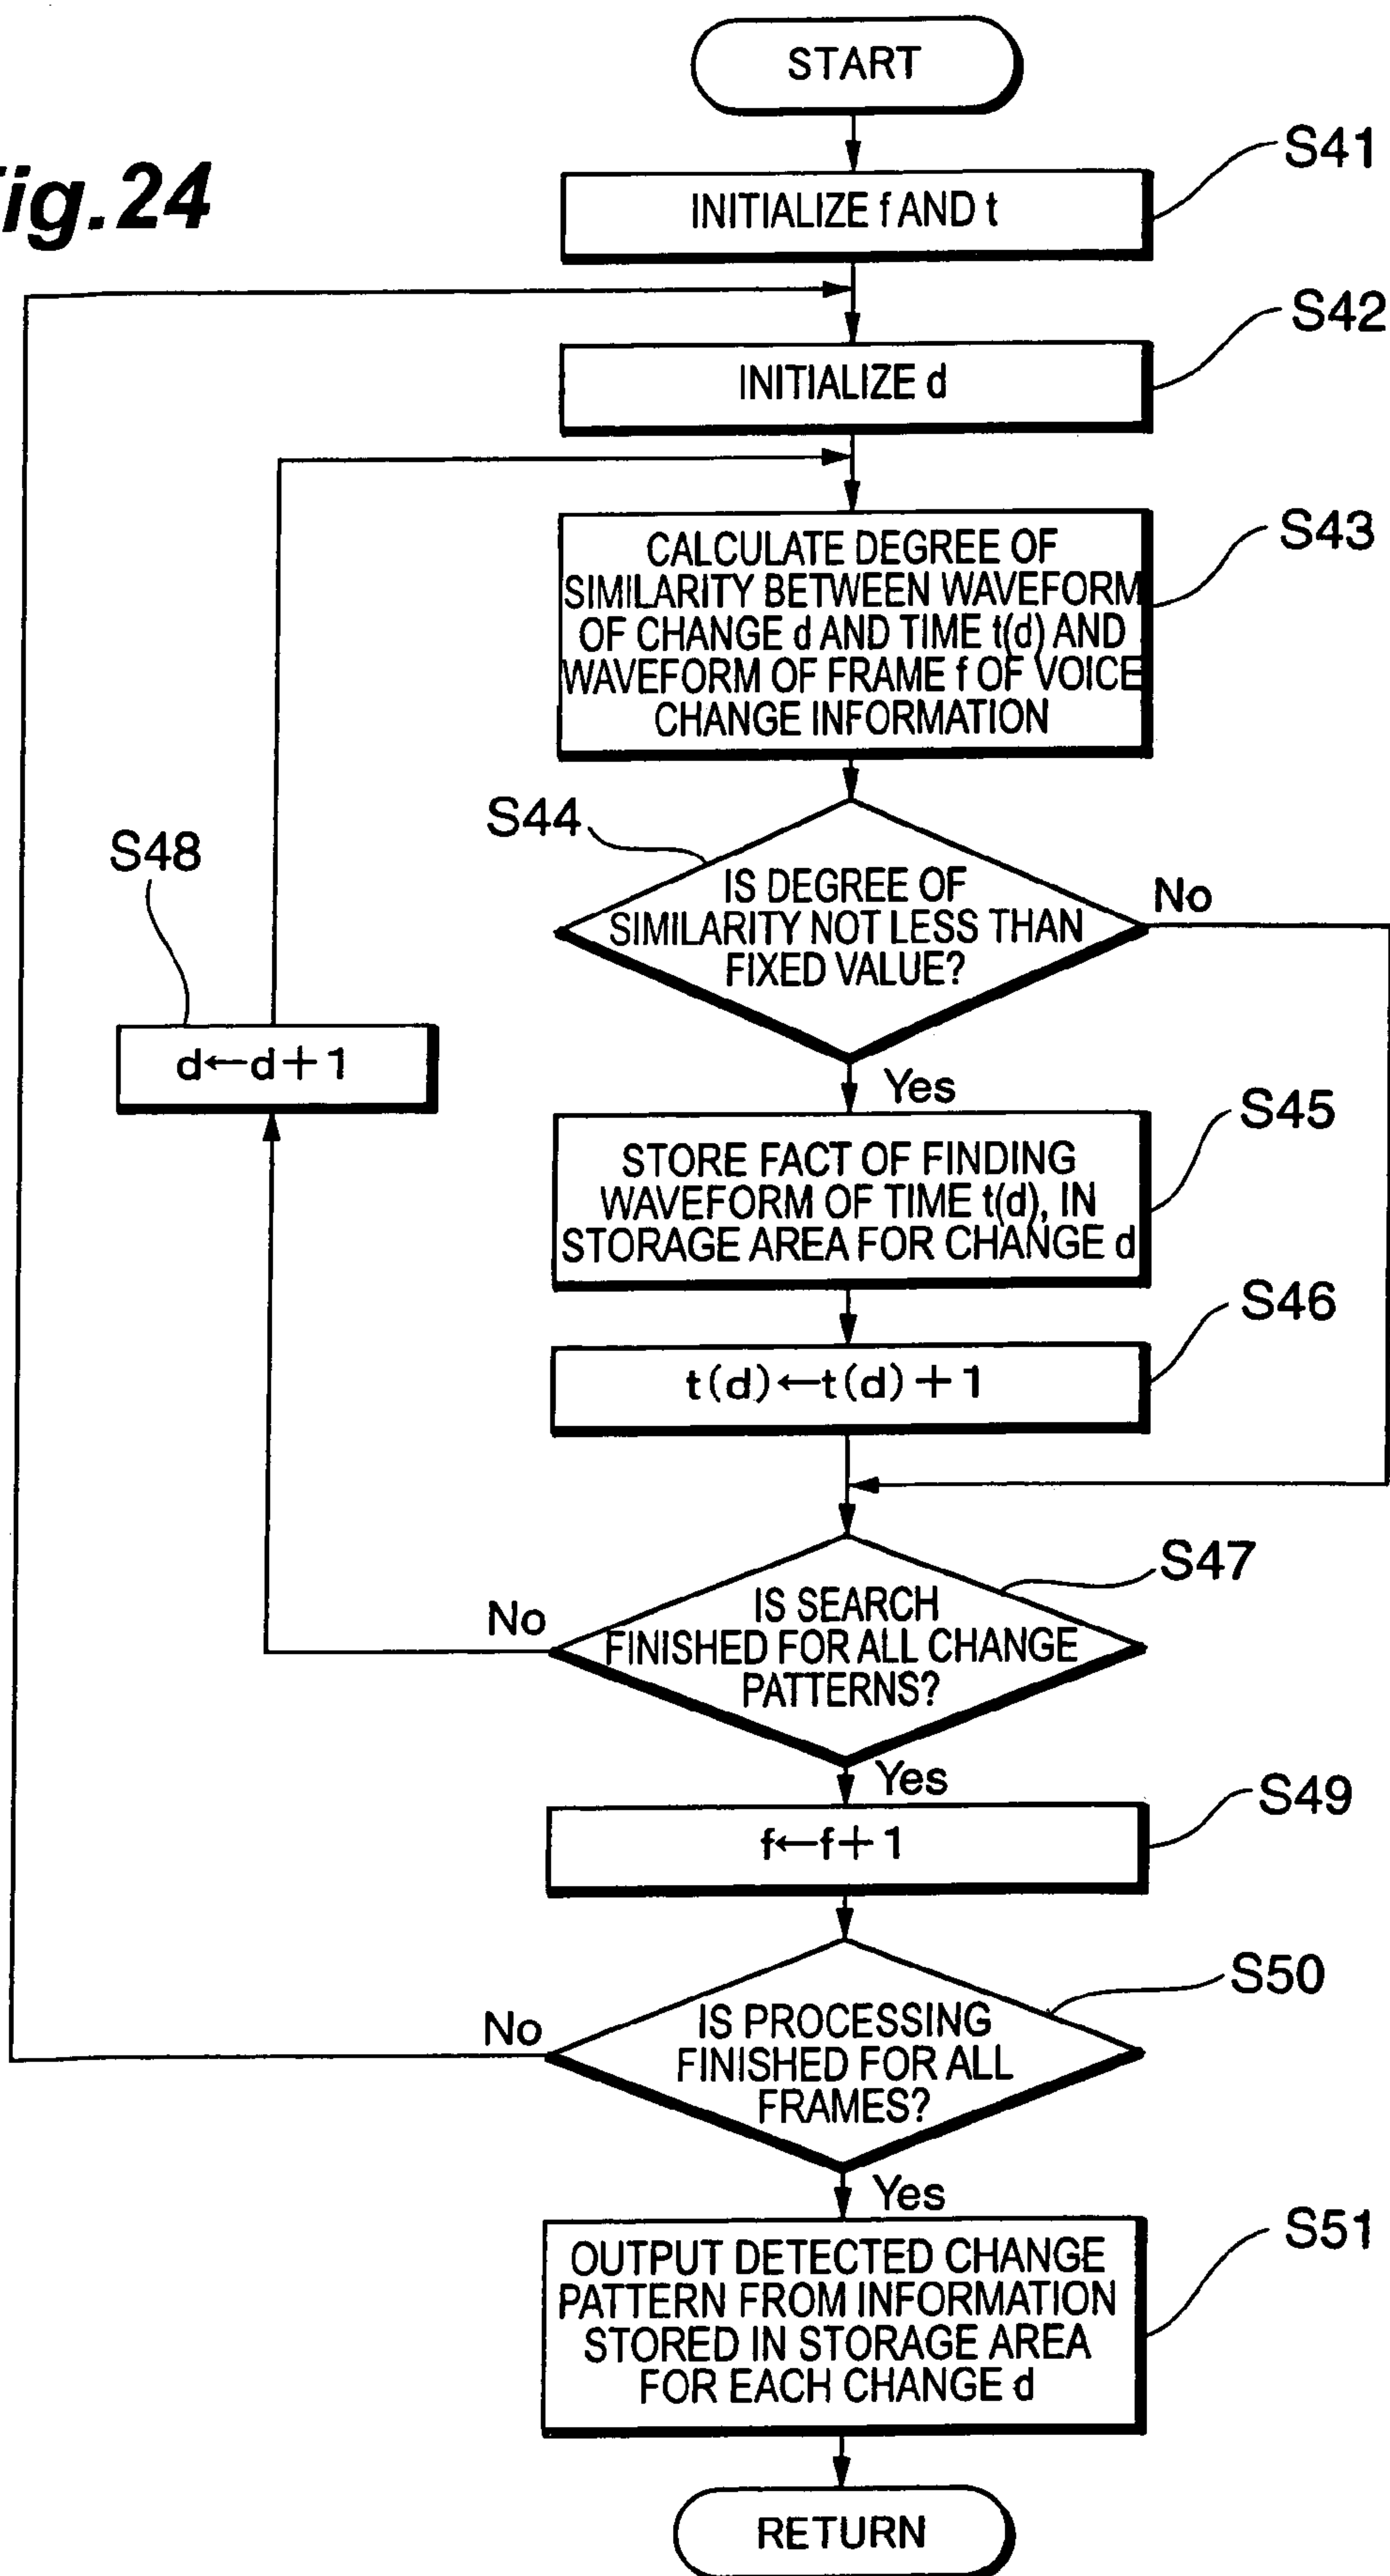 START
Fig.24
S41
INITIALIZE f AND t
S42
INITIALIZE d
S43
CALCULATE DEGREE OF
SIMILARITY BETWEEN WAVEFORM
OF CHANGE d AND TIME t(d) AND
WAVEFORM OF FRAME f OF VOICE
CHANGE INFORMATION
S44
IS DEGREE OF
SIMILARITY NOT LESS THAN
FIXED VALUE?
No
S48
d←d+1
Yes
S45
STORE FACT OF FINDING
WAVEFORM OF TIME t(d), IN
STORAGE AREA FOR CHANGE d
S46
t(d)←t(d)+1
S47
IS SEARCH
FINISHED FOR ALL CHANGE
PATTERNS?
No
Yes
S49
f←f+1
S50
IS PROCESSING
FINISHED FOR ALL
FRAMES?
No
Yes
S51
OUTPUT DETECTED CHANGE
PATTERN FROM INFORMATION
STORED IN STORAGE AREA
FOR EACH CHANGE d
RETURN